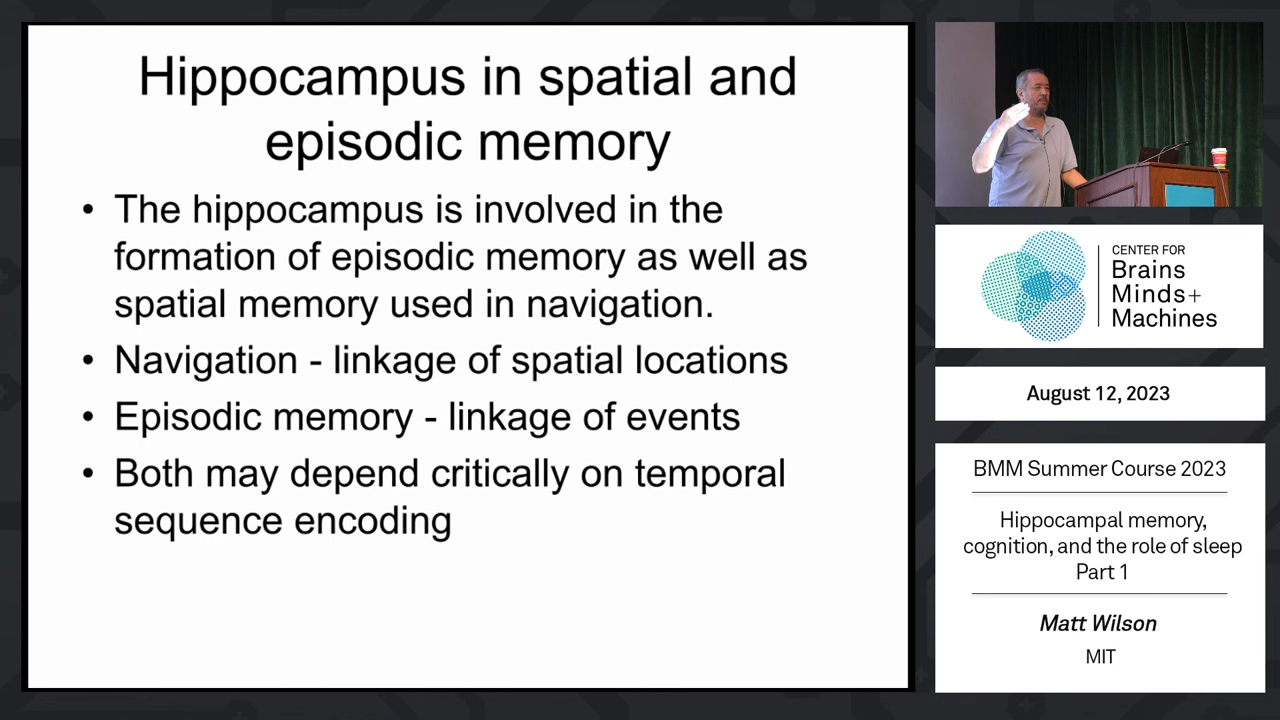 Hippocampus in spatial and
episodic memory
• The hippocampus is involved in the
formation of episodic memory as well as
spatial memory used in navigation.
• Navigation - linkage of spatial locations
• Episodic memory - linkage of events
• Both may depend critically on temporal
sequence encoding
CENTER FOR
Brains
Minds+
Machines
August 12, 2023
BMM Summer Course 2023
Hippocampal memory,
cognition, and the role of sleep
Part 1
Matt Wilson
MIT